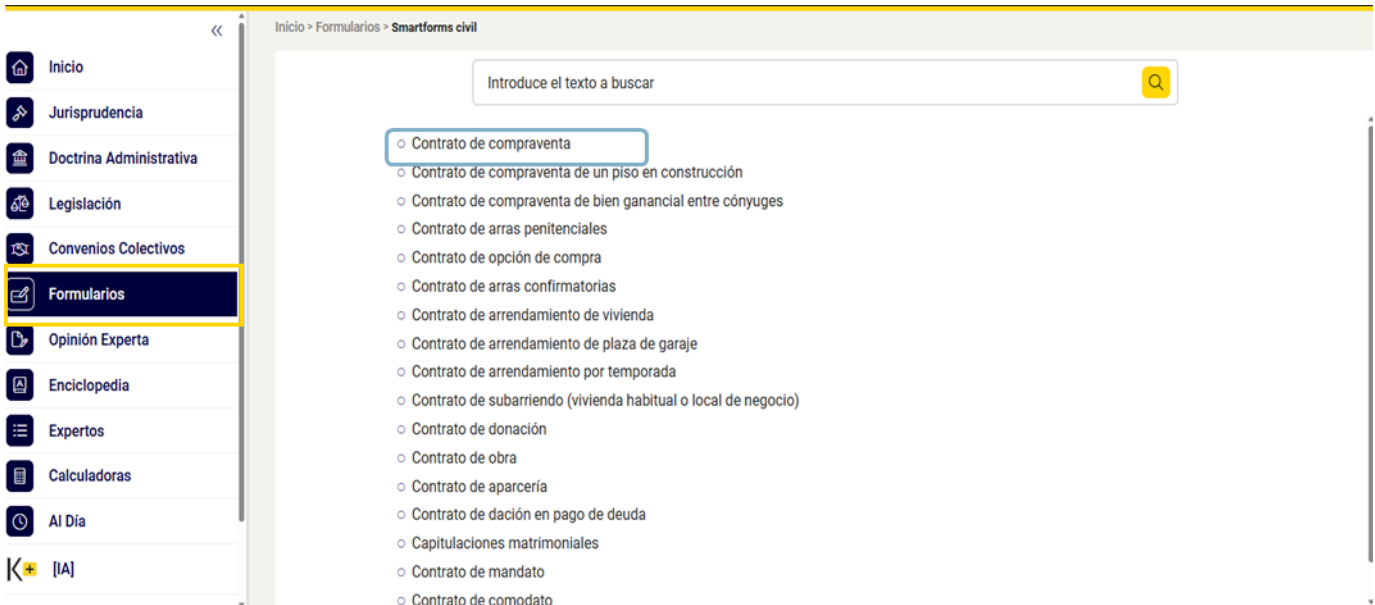 Inicio > Formularios > Smartforms civil
Inicio
Jurisprudencia
Doctrina Administrativa
Legislación
Convenios Colectivos
Formularios
Opinión Experta
Enciclopedia
Expertos
Calculadoras
Al Día
K+ [IA]
Introduce el texto a buscar
Contrato de compraventa
Contrato de compraventa de un piso en construcción
Contrato de compraventa de bien ganancial entre cónyuges
Contrato de arras penitenciales
Contrato de opción de compra
Contrato de arras confirmatorias
Contrato de arrendamiento de vivienda
Contrato de arrendamiento de plaza de garaje
Contrato de arrendamiento por temporada
Contrato de subarriendo (vivienda habitual o local de negocio)
Contrato de donación
Contrato de obra
Contrato de aparcería
Contrato de dación en pago de deuda
Capitulaciones matrimoniales
Contrato de mandato
Contrato de comodato